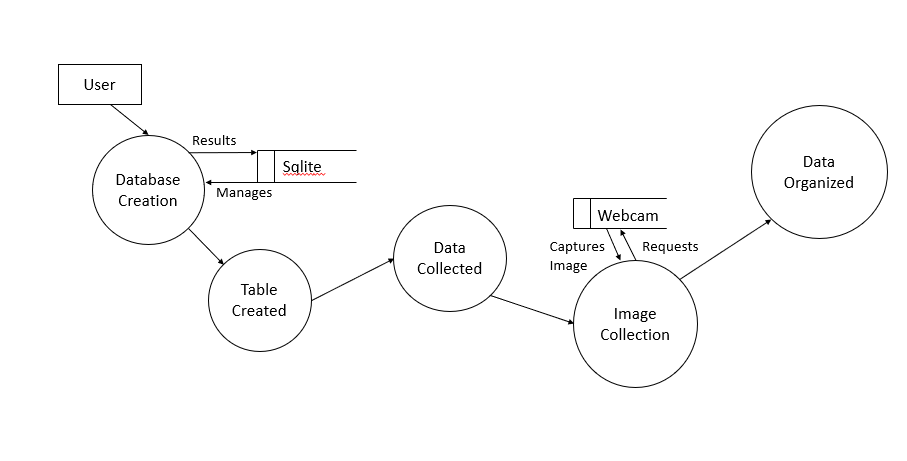 User
Results
Database
Creation
Sqlite
Manages
Table
Created
Data
Collected
Webcam
Captures
Image
Requests
Image
Collection
Data
Organized